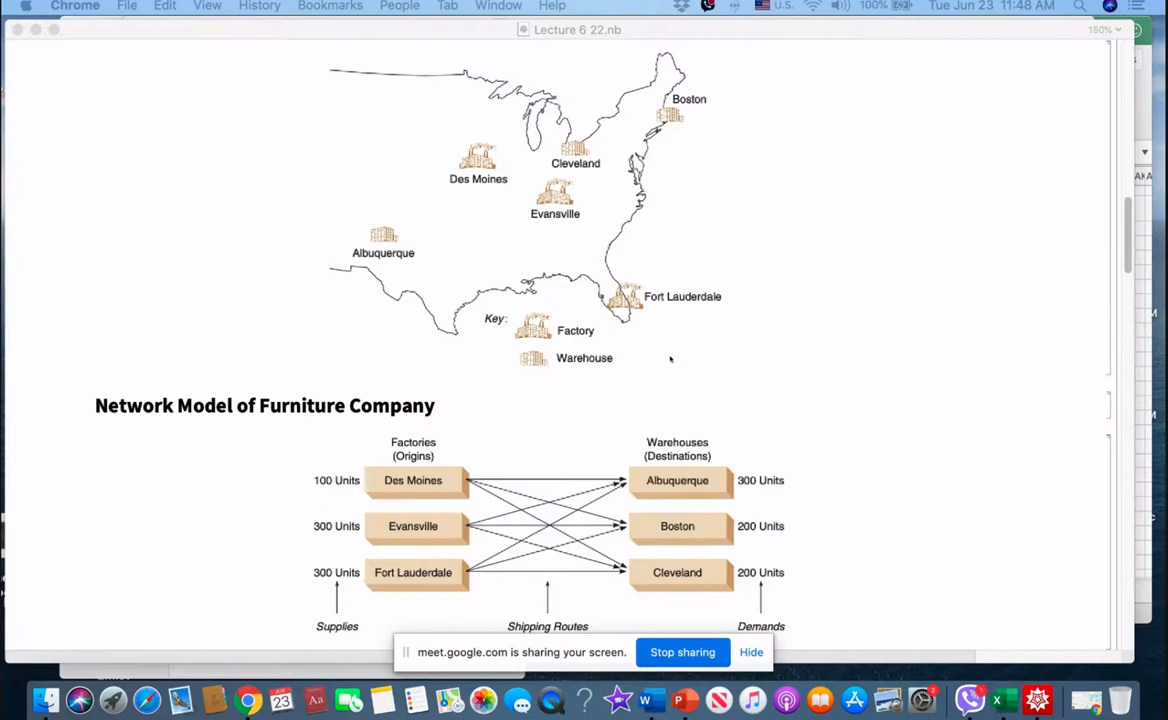 Chrome File Edit View History Bookmarks People Tab Window Help U.S. 100% Tue Jun 23 11:48 AM
Lecture 6 22.nb 150%
Boston
Cleveland
Des Moines
Evansville
Albuquerque
Fort Lauderdale
Key:
Factory
Warehouse
Network Model of Furniture Company
Factories Warehouses
(Origins) (Destinations)
100 Units Des Moines Albuquerque 300 Units
300 Units Evansville Boston 200 Units
300 Units Fort Lauderdale Cleveland 200 Units
Supplies Shipping Routes Demands
meet.google.com is sharing your screen. Stop sharing Hide